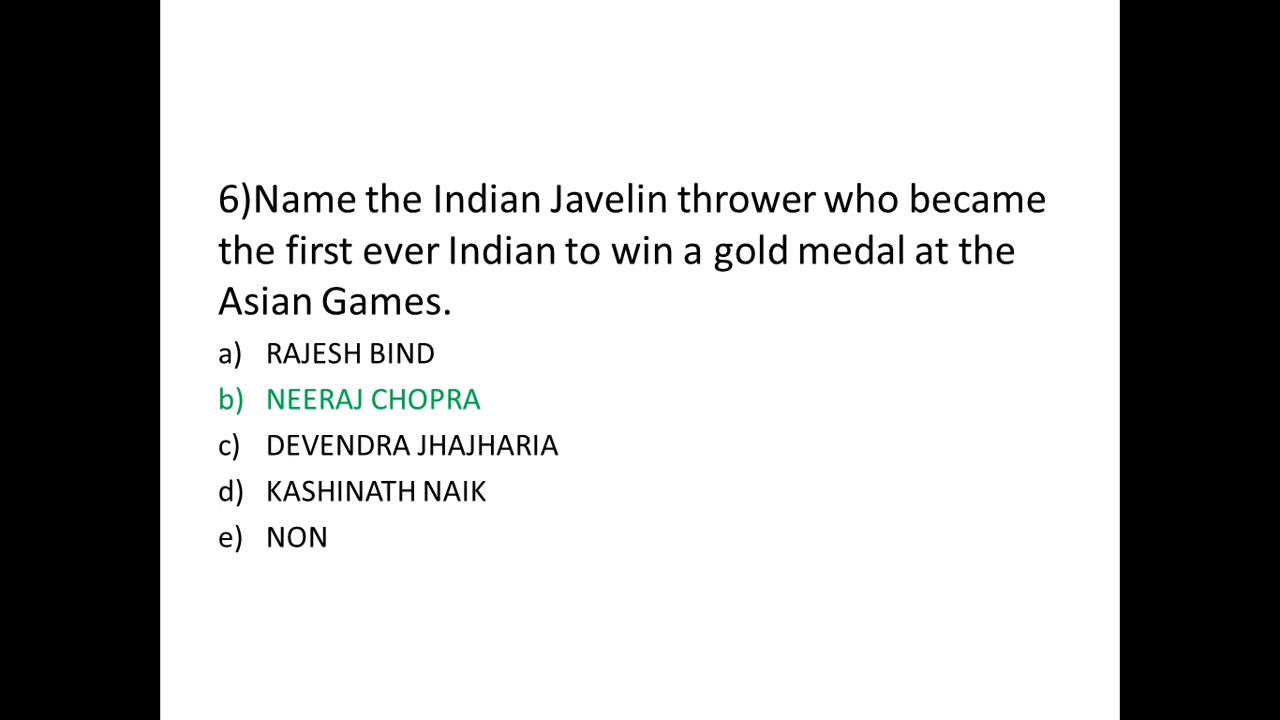 6)Name the Indian Javelin thrower who became
the first ever Indian to win a gold medal at the
Asian Games.
a) RAJESH BIND
b) NEERAJ CHOPRA
c) DEVENDRA JHAJHARIA
d) KASHINATH NAIK
e) NON